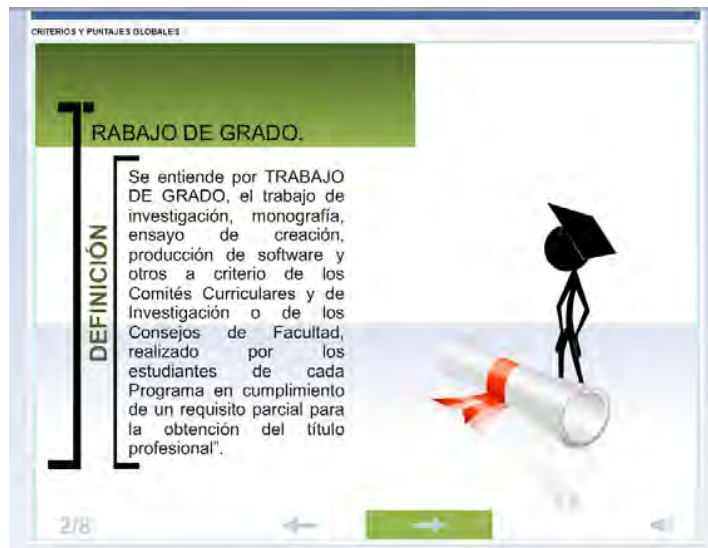 CRITERIOS Y PUNTAJES GLOBALES
TRABAJO DE GRADO.
DEFINICIÓN
Se entiende por TRABAJO
DE GRADO, el trabajo de
investigación, monografía,
ensayo de creación,
producción de software y
otros a criterio de los
Comités Curriculares y de
Investigación o de los
Consejos de Facultad,
realizado por los
estudiantes de cada
Programa en cumplimiento
de un requisito parcial para
la obtención del título
profesional”.
2/8